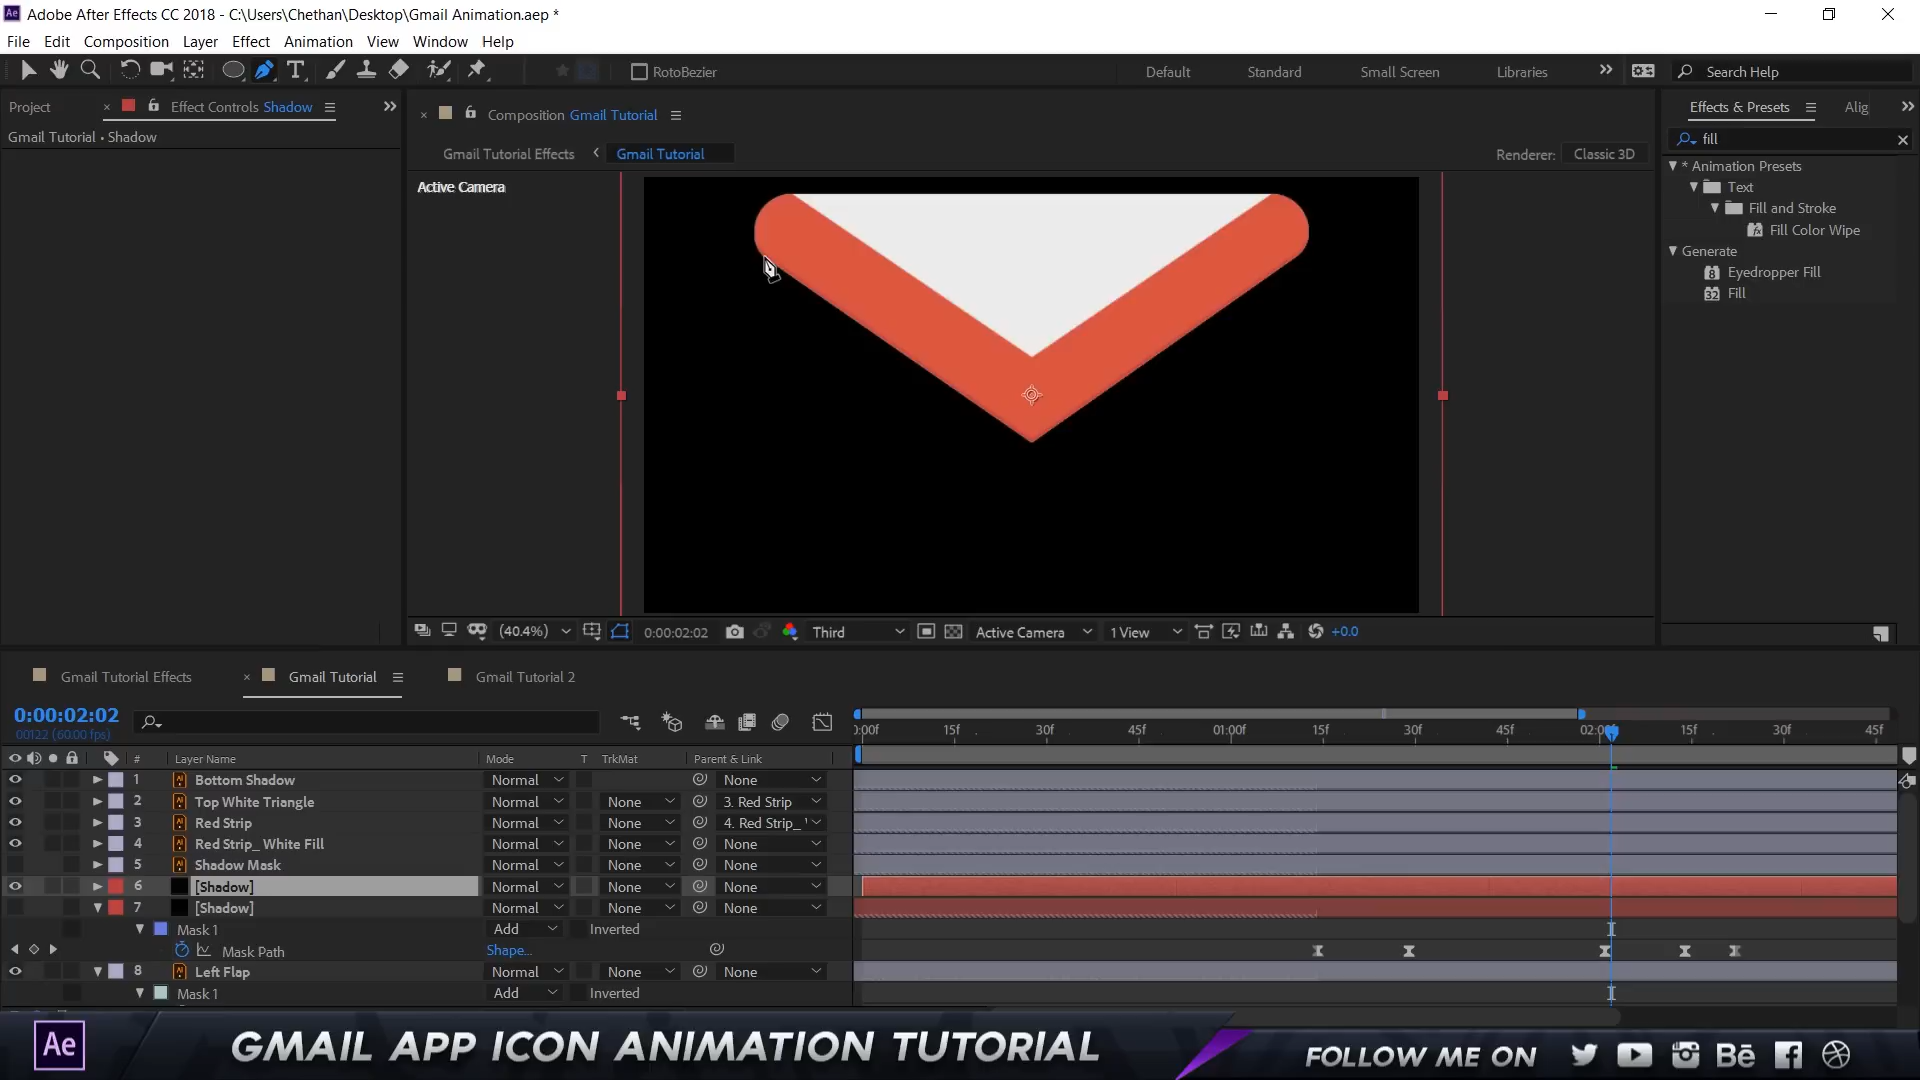 Adobe After Effects CC 2018 - C:\Users\Chethan\Desktop\Gmail Animation.aep *
File Edit Composition Layer Effect Animation View Window Help
RotoBezier Default Standard Small Screen Libraries Search Help
Project Effect Controls Shadow
Gmail Tutorial • Shadow
Composition Gmail Tutorial
Gmail Tutorial Effects Gmail Tutorial Renderer: Classic 3D
Active Camera
Effects & Presets Alig
fill
* Animation Presets
Text
Fill and Stroke
Fill Color Wipe
Generate
Eyedropper Fill
Fill
(40.4%) 0:00:02:02 Third Active Camera 1 View +0.0
Gmail Tutorial Effects Gmail Tutorial Gmail Tutorial 2
0:00:02:02
00122 (60.00 fps)
):00f 15f 30f 45f 01:00f 15f 30f 45f 02:00f 15f 30f 45f
# Layer Name Mode T TrkMat Parent & Link
1 Bottom Shadow Normal None
2 Top White Triangle Normal None 3. Red Strip
3 Red Strip Normal None 4. Red Strip_
4 Red Strip_ White Fill Normal None None
5 Shadow Mask Normal None None
6 [Shadow] Normal None None
7 [Shadow] Normal None None
Mask 1 Add Inverted
Mask Path Shape...
8 Left Flap Normal None None
Mask 1 Add Inverted
Ae GMAIL APP ICON ANIMATION TUTORIAL FOLLOW ME ON